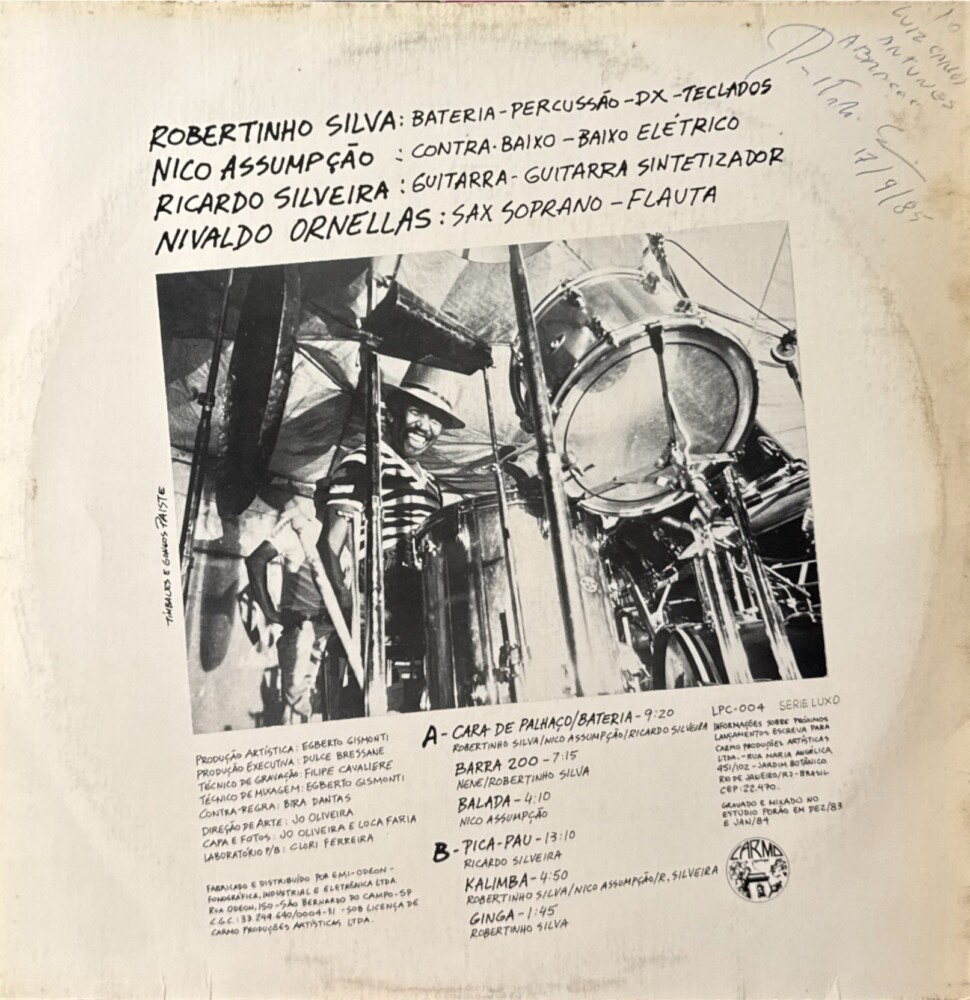 LUIZ CARLOS
ANTUNES
ABRAÇOS
17/9/85
ROBERTINHO SILVA: BATERIA-PERCUSSÃO-DX-TECLADOS
NICO ASSUMPÇÃO : CONTRA-BAIXO-BAIXO ELÉTRICO
RICARDO SILVEIRA: GUITARRA-GUITARRA SINTETIZADOR
NIVALDO ORNELLAS: SAX SOPRANO-FLAUTA
TIMBALES E GONGOS PAISTE
PRODUÇÃO ARTÍSTICA: EGBERTO GISMONTI
PRODUÇÃO EXECUTIVA: DULCE BRESSANE
TÉCNICO DE GRAVAÇÃO: FILIPE CAVALIERE
TÉCNICO DE MIXAGEM: EGBERTO GISMONTI
CONTRA-REGRA: BIRA DANTAS
DIREÇÃO DE ARTE: JO OLIVEIRA
CAPA E FOTOS: JO OLIVEIRA E LOCA FARIA
LABORATÓRIO P/B: CLORI FERREIRA
FABRICADO E DISTRIBUÍDO POR EMI-ODEON-
FONOGRÁFICA, INDUSTRIAL E ELETRÔNICA LTDA.
RUA ODEON, 150-SÃO BERNARDO DO CAMPO-SP
C.G.C.: 33.249.640/0004-31-SOB LICENÇA DE
CARMO PRODUÇÕES ARTÍSTICAS LTDA.
A-CARA DE PALHAÇO/BATERIA-9:20
ROBERTINHO SILVA/NICO ASSUMPÇÃO/RICARDO SILVEIRA
BARRA 200-7:15
NENE/ROBERTINHO SILVA
BALADA-4:10
NICO ASSUMPÇÃO
B-PICA-PAU-13:10
RICARDO SILVEIRA
KALIMBA-4:50
ROBERTINHO SILVA/NICO ASSUMPÇÃO/R.SILVEIRA
GINGA-1:45
ROBERTINHO SILVA
LPC-004 SERIE LUXO
INFORMAÇÕES SOBRE PRÓXIMOS
LANÇAMENTOS ESCREVA PARA
CARMO PRODUÇÕES ARTÍSTICAS
LTDA.-RUA MARIA ANGÉLICA,
451/102-JARDIM BOTÂNICO
RIO DE JANEIRO/RJ-BRASIL
CEP: 22.470.
GRAVADO E MIXADO NO
ESTÚDIO PORÃO EM DEZ/83
E JAN/84
CARMO